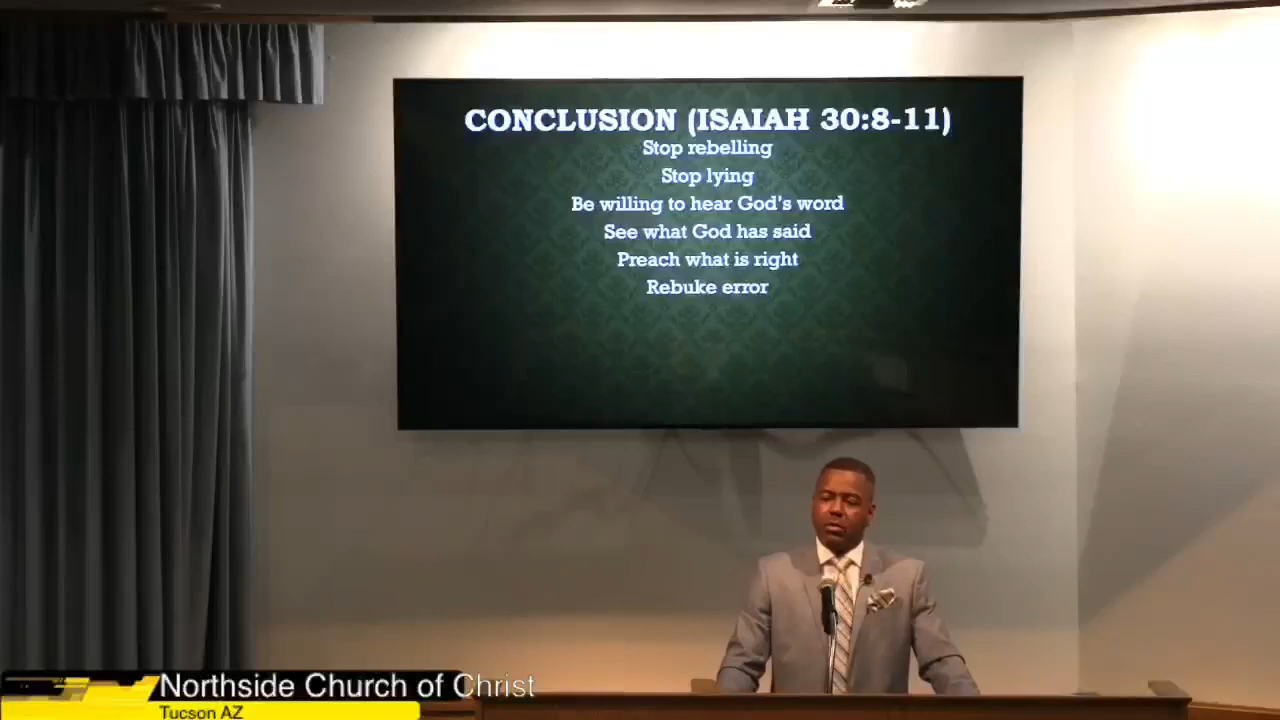 CONCLUSION (ISAIAH 30:8-11)
Stop rebelling
Stop lying
Be willing to hear God's word
See what God has said
Preach what is right
Rebuke error
Northside Church of Christ
Tucson AZ